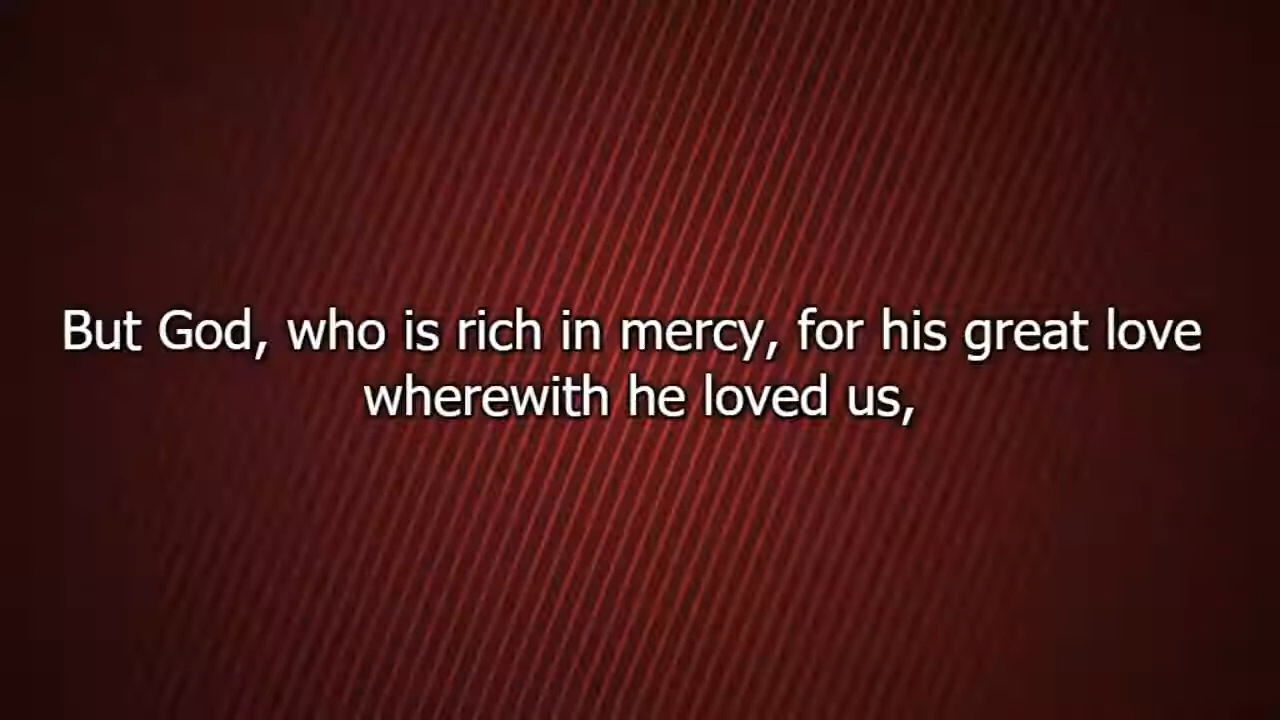 But God, who is rich in mercy, for his great love
wherewith he loved us,